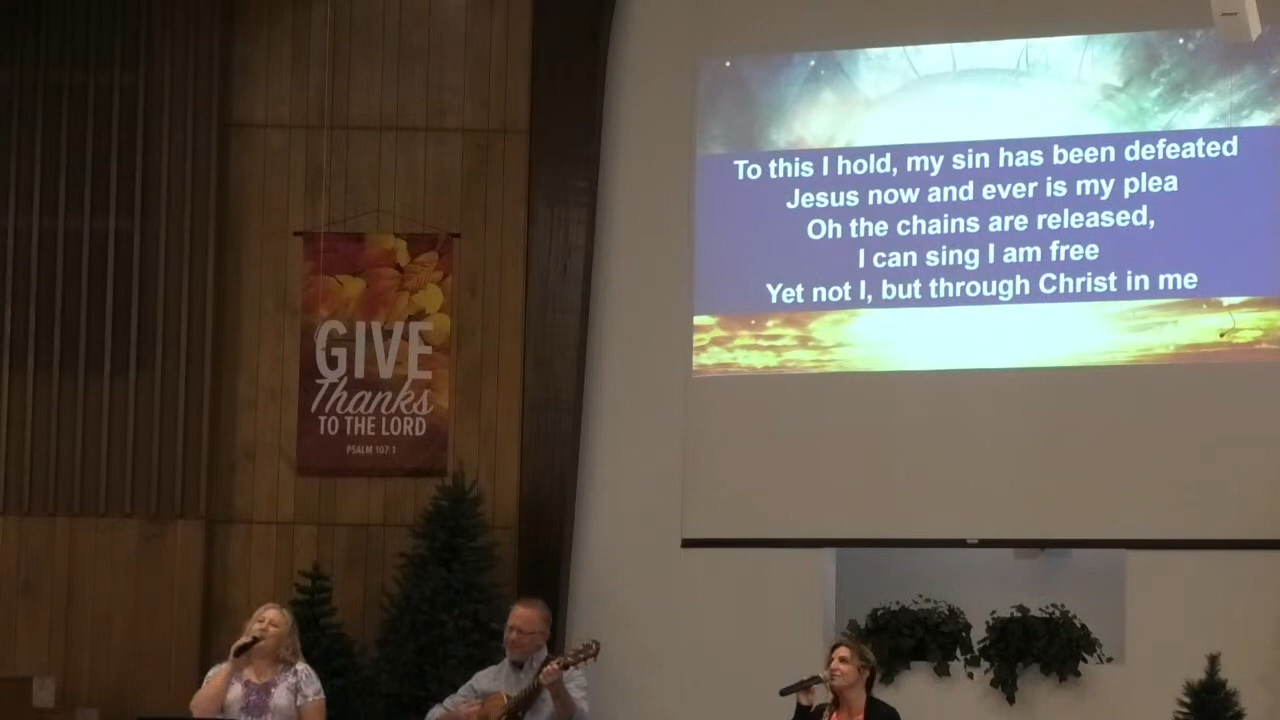 To this I hold, my sin has been defeated
Jesus now and ever is my plea
Oh the chains are released,
I can sing I am free
Yet not I, but through Christ in me
GIVE
Thanks
TO THE LORD
PSALM 107:1